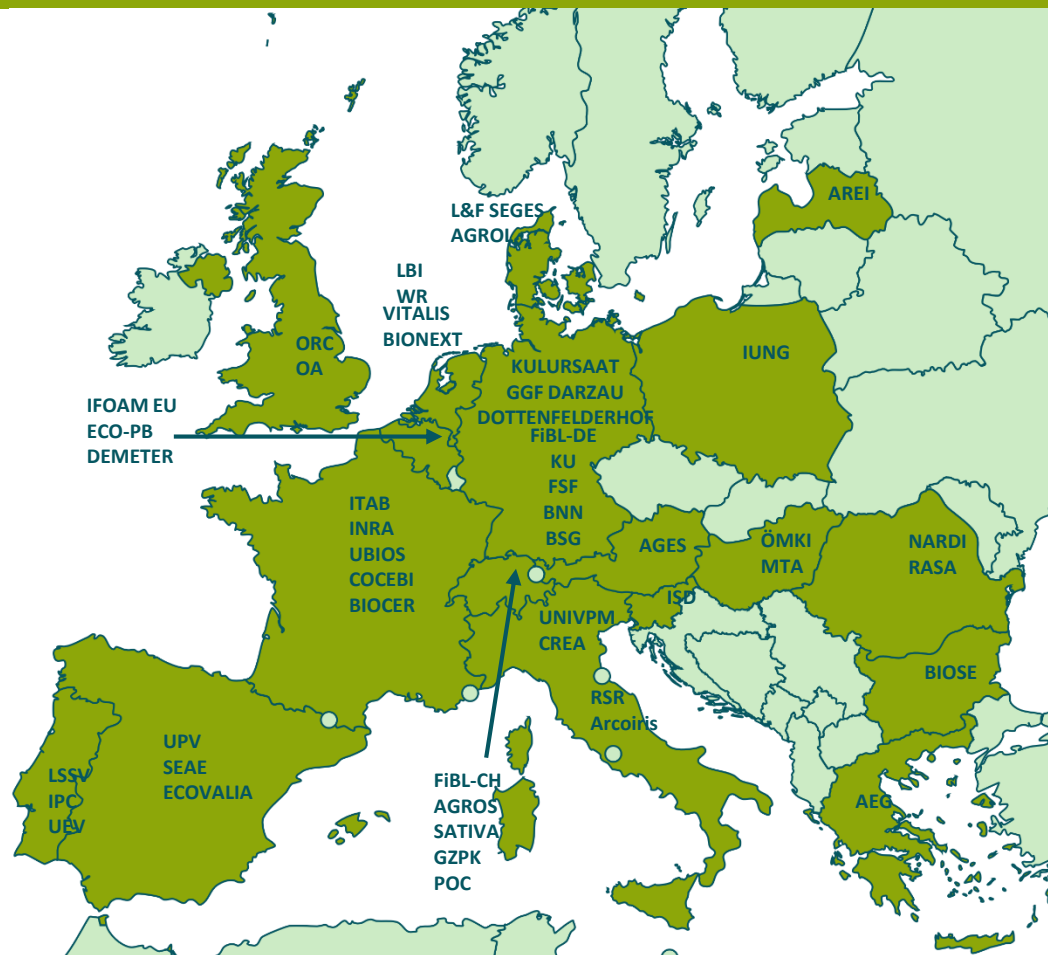 L&F SEGES
AGROLO
AREI
LBI
WR
VITALIS
BIONEXT
ORC
OA
IUNG
KULURSAAT
GGF DARZAU
DOTTENFELDERHOF
FiBL-DE
KU
FSF
BNN
BSG
IFOAM EU
ECO-PB
DEMETER
ITAB
INRA
UBIOS
COCEBI
BIOCER
AGES
ÖMKI
MTA
NARDI
RASA
ISD
UNIVPM
CREA
BIOSE
RSR
Arcoiris
UPV
SEAE
ECOVALIA
LSSV
IPC
UEV
FiBL-CH
AGROS
SATIVA
GZPK
POC
AEG